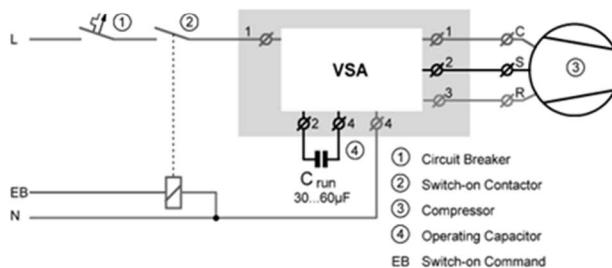 L
①
②
1
VSA
1
C
2
S
3
R
③
2
4
4
④
C run
30...60µF
EB
N
① Circuit Breaker
② Switch-on Contactor
③ Compressor
④ Operating Capacitor
EB Switch-on Command